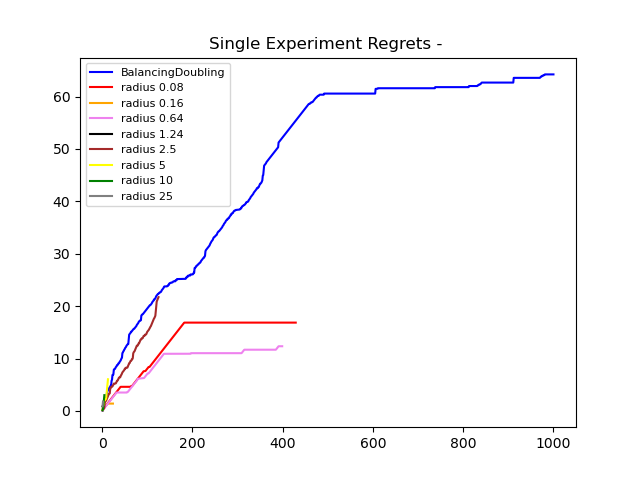 Single Experiment Regrets -
BalancingDoubling
radius 0.08
radius 0.16
radius 0.64
radius 1.24
radius 2.5
radius 5
radius 10
radius 25
60
50
40
30
20
10
0
0 200 400 600 800 1000